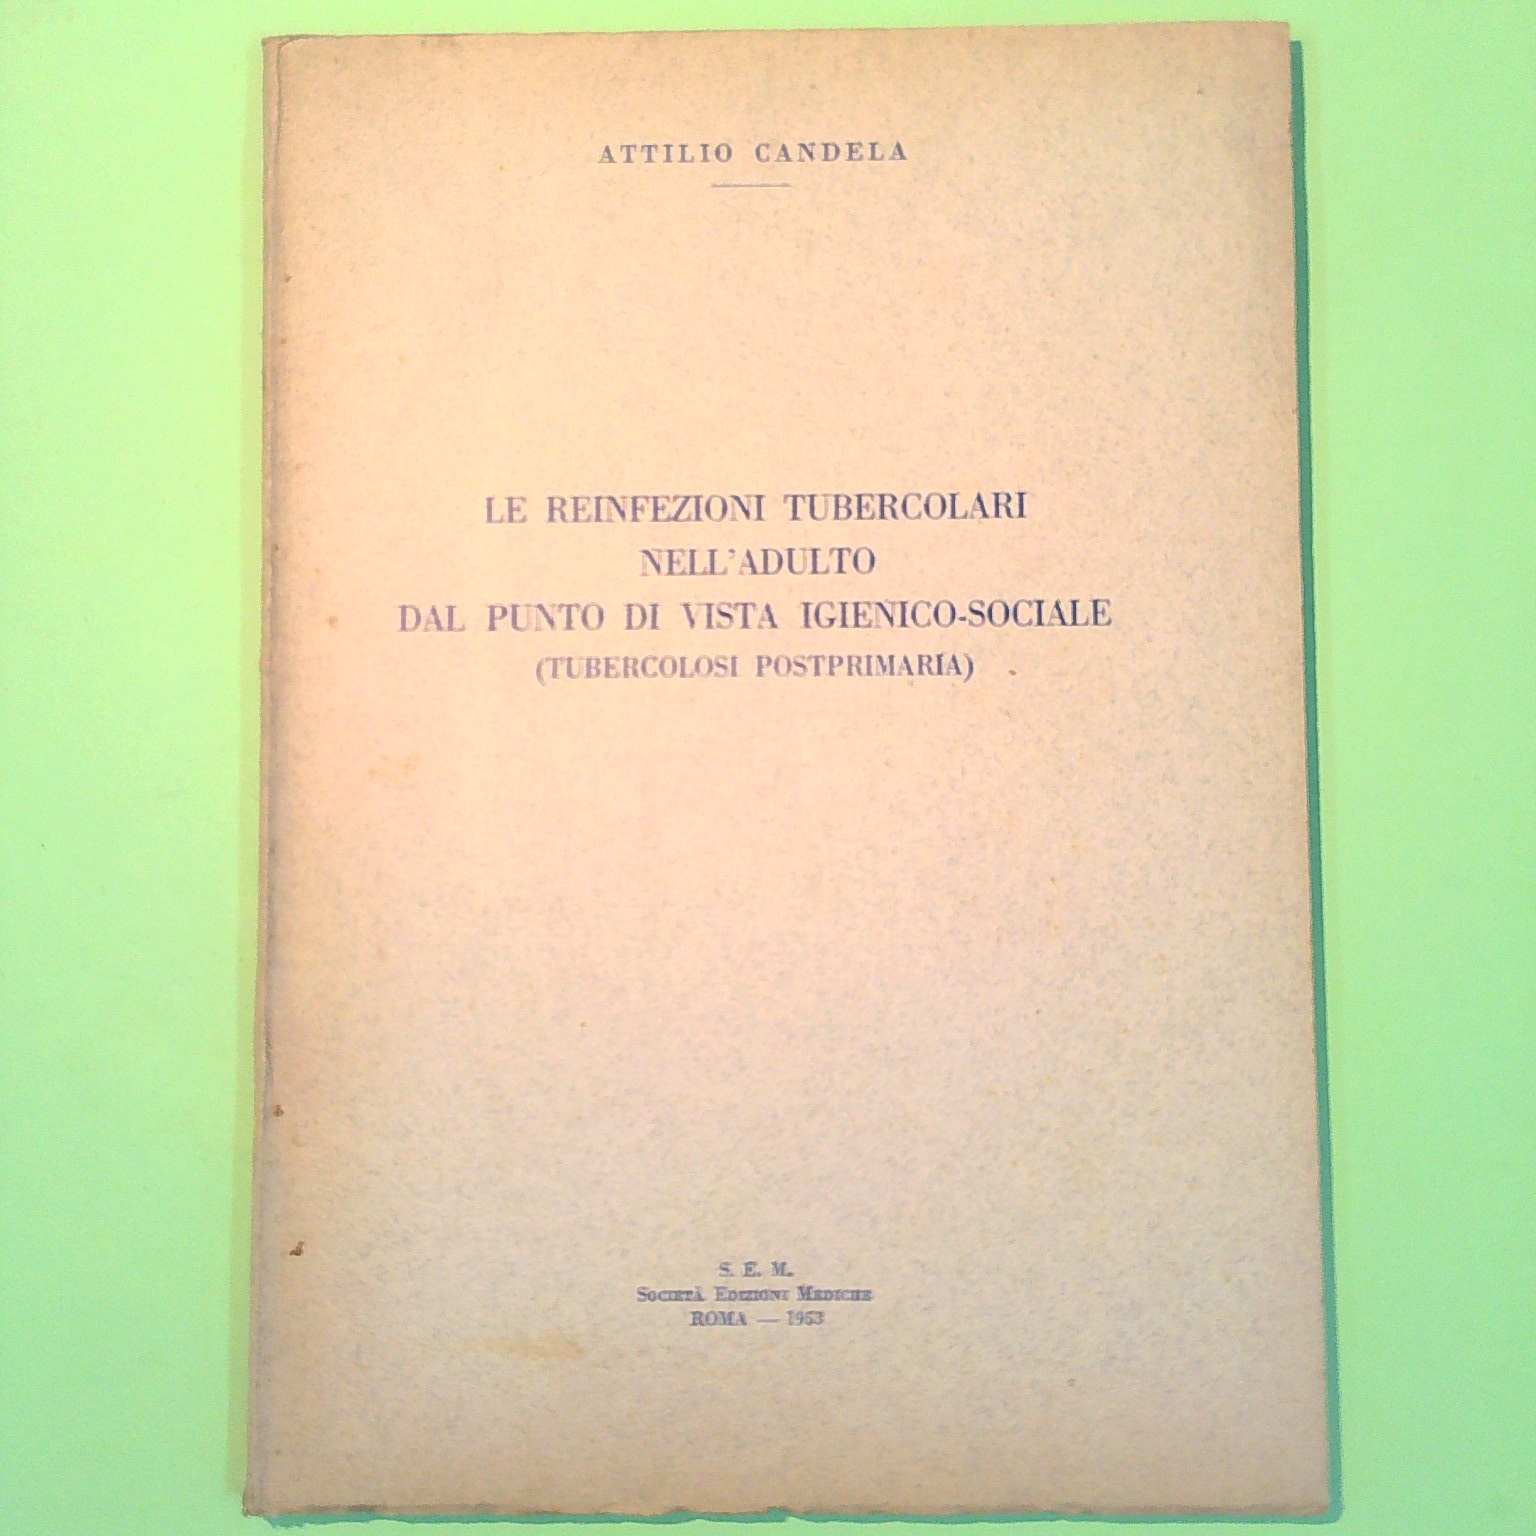 ATTILIO CANDELA
LE REINFEZIONI TUBERCOLARI
NELL'ADULTO
DAL PUNTO DI VISTA IGIENICO-SOCIALE
(TUBERCOLOSI POSTPRIMARIA)
S. E. M.
SOCIETÀ EDIZIONI MEDICHE
ROMA — 1953